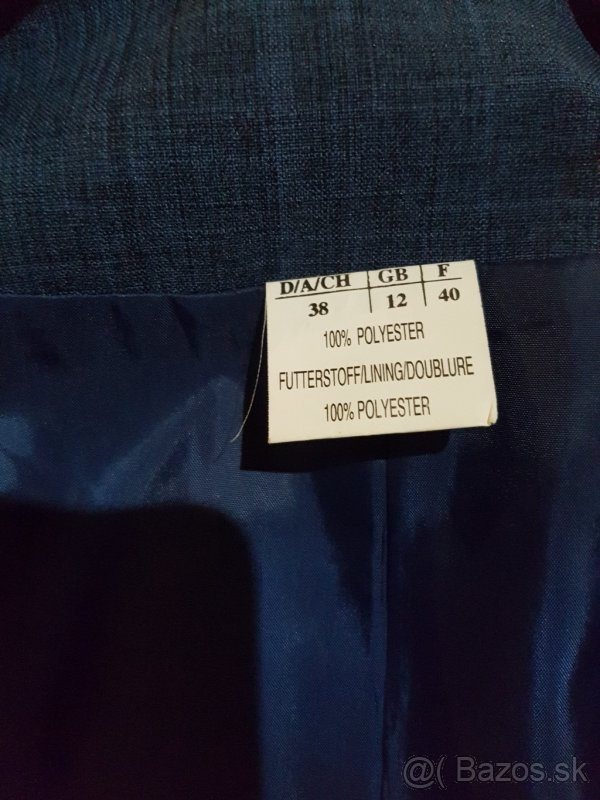 D/A/CH GB F
38 12 40
100% POLYESTER
FUTTERSTOFF/LINING/DOUBLURE
100% POLYESTER
@( Bazos.sk